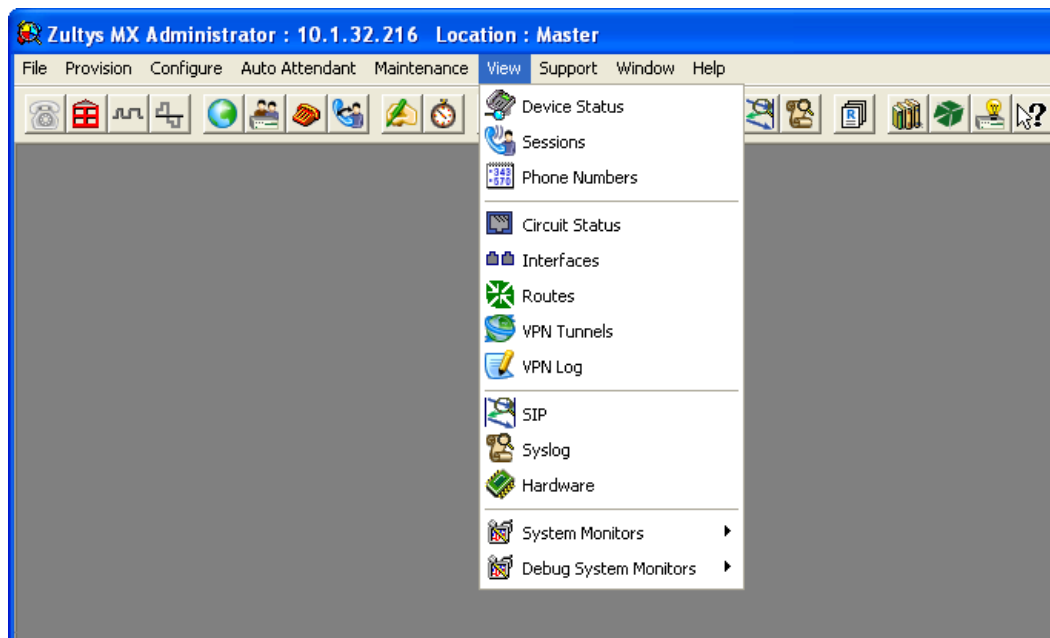 Zultys MX Administrator : 10.1.32.216 Location : Master
File Provision Configure Auto Attendant Maintenance View Support Window Help
Device Status
Sessions
Phone Numbers
Circuit Status
Interfaces
Routes
VPN Tunnels
VPN Log
SIP
Syslog
Hardware
System Monitors
Debug System Monitors